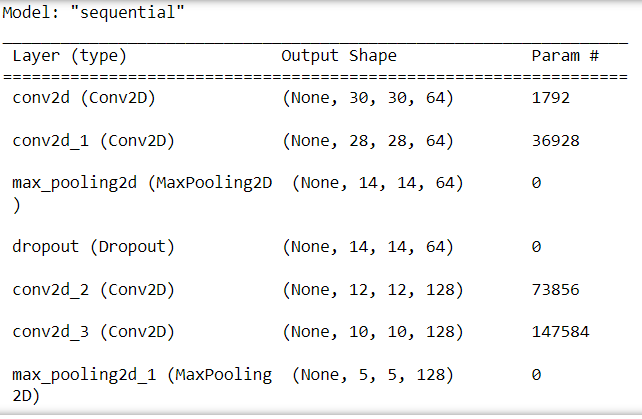 Model: "sequential"
_________________________________________________________________
Layer (type) Output Shape Param #
=================================================================
conv2d (Conv2D) (None, 30, 30, 64) 1792
conv2d_1 (Conv2D) (None, 28, 28, 64) 36928
max_pooling2d (MaxPooling2D (None, 14, 14, 64) 0
)
dropout (Dropout) (None, 14, 14, 64) 0
conv2d_2 (Conv2D) (None, 12, 12, 128) 73856
conv2d_3 (Conv2D) (None, 10, 10, 128) 147584
max_pooling2d_1 (MaxPooling (None, 5, 5, 128) 0
2D)